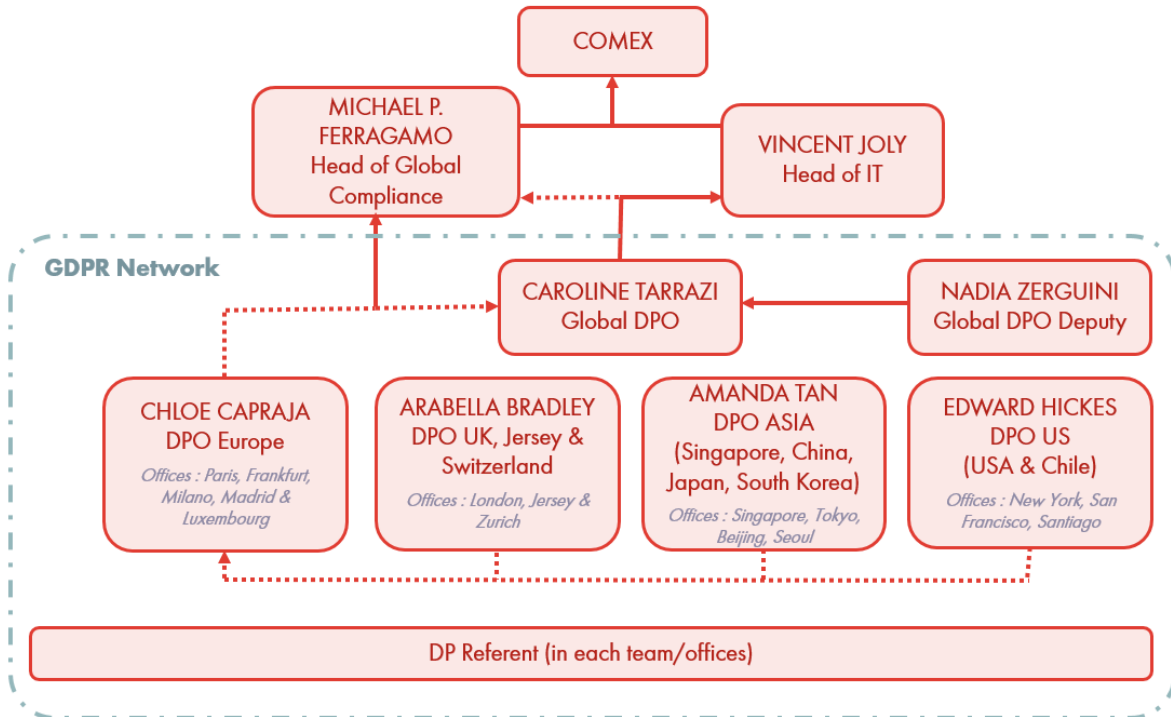 COMEX
MICHAEL P.
FERRAGAMO
Head of Global
Compliance
VINCENT JOLY
Head of IT
GDPR Network
CAROLINE TARRAZI
Global DPO
NADIA ZERGUINI
Global DPO Deputy
CHLOE CAPRAJA
DPO Europe
Offices : Paris, Frankfurt,
Milano, Madrid &
Luxembourg
ARABELLA BRADLEY
DPO UK, Jersey &
Switzerland
Offices : London, Jersey &
Zurich
AMANDA TAN
DPO ASIA
(Singapore, China,
Japan, South Korea)
Offices : Singapore, Tokyo,
Beijing, Seoul
EDWARD HICKES
DPO US
(USA & Chile)
Offices : New York, San
Francisco, Santiago
DP Referent (in each team/offices)